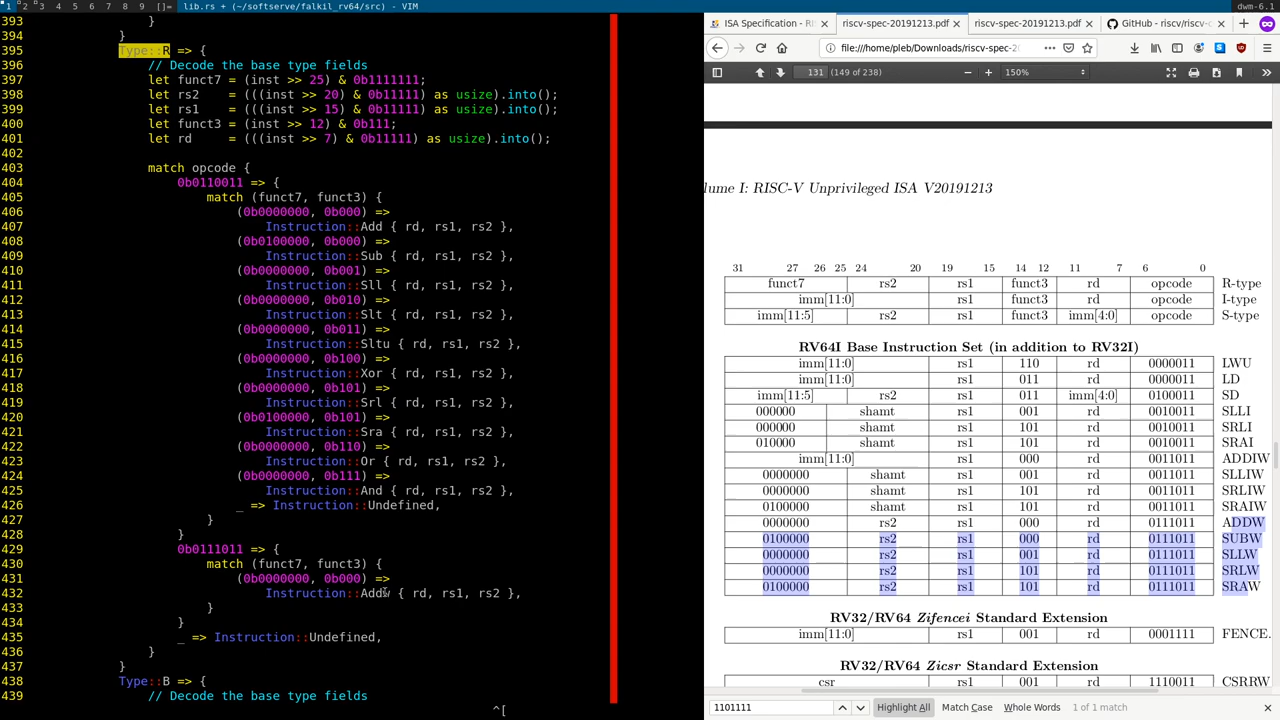 1 2 3 4 5 6 7 8 9 []= lib.rs + (~/softserve/falkil_rv64/src) - VIM dwm-6.1
393 }
394 }
395 Type::R => {
396 // Decode the base type fields
397 let funct7 = (inst >> 25) & 0b1111111;
398 let rs2 = (((inst >> 20) & 0b11111) as usize).into();
399 let rs1 = (((inst >> 15) & 0b11111) as usize).into();
400 let funct3 = (inst >> 12) & 0b111;
401 let rd = (((inst >> 7) & 0b11111) as usize).into();
402
403 match opcode {
404 0b0110011 => {
405 match (funct7, funct3) {
406 (0b0000000, 0b000) =>
407 Instruction::Add { rd, rs1, rs2 },
408 (0b0100000, 0b000) =>
409 Instruction::Sub { rd, rs1, rs2 },
410 (0b0000000, 0b001) =>
411 Instruction::Sll { rd, rs1, rs2 },
412 (0b0000000, 0b010) =>
413 Instruction::Slt { rd, rs1, rs2 },
414 (0b0000000, 0b011) =>
415 Instruction::Sltu { rd, rs1, rs2 },
416 (0b0000000, 0b100) =>
417 Instruction::Xor { rd, rs1, rs2 },
418 (0b0000000, 0b101) =>
419 Instruction::Srl { rd, rs1, rs2 },
420 (0b0100000, 0b101) =>
421 Instruction::Sra { rd, rs1, rs2 },
422 (0b0000000, 0b110) =>
423 Instruction::Or { rd, rs1, rs2 },
424 (0b0000000, 0b111) =>
425 Instruction::And { rd, rs1, rs2 },
426 _ => Instruction::Undefined,
427 }
428 }
429 0b0111011 => {
430 match (funct7, funct3) {
431 (0b0000000, 0b000) =>
432 Instruction::Addw { rd, rs1, rs2 },
433 }
434 }
435 _ => Instruction::Undefined,
436 }
437 }
438 Type::B => {
439 // Decode the base type fields
^[
ISA Specification - RIS riscv-spec-20191213.pdf riscv-spec-20191213.pdf GitHub - riscv/riscv-c
file:///home/pleb/Downloads/riscv-spec-2
131 (149 of 238) 150%
lume I: RISC-V Unprivileged ISA V20191213
31 27 26 25 24 20 19 15 14 12 11 7 6 0
funct7 rs2 rs1 funct3 rd opcode R-type
imm[11:0] rs1 funct3 rd opcode I-type
imm[11:5] rs2 rs1 funct3 imm[4:0] opcode S-type
RV64I Base Instruction Set (in addition to RV32I)
imm[11:0] rs1 110 rd 0000011 LWU
imm[11:0] rs1 011 rd 0000011 LD
imm[11:5] rs2 rs1 011 imm[4:0] 0100011 SD
000000 shamt rs1 001 rd 0010011 SLLI
000000 shamt rs1 101 rd 0010011 SRLI
010000 shamt rs1 101 rd 0010011 SRAI
imm[11:0] rs1 000 rd 0011011 ADDIW
0000000 shamt rs1 001 rd 0011011 SLLIW
0000000 shamt rs1 101 rd 0011011 SRLIW
0100000 shamt rs1 101 rd 0011011 SRAIW
0000000 rs2 rs1 000 rd 0111011 ADDW
0100000 rs2 rs1 000 rd 0111011 SUBW
0000000 rs2 rs1 001 rd 0111011 SLLW
0000000 rs2 rs1 101 rd 0111011 SRLW
0100000 rs2 rs1 101 rd 0111011 SRAW
RV32/RV64 Zifencei Standard Extension
imm[11:0] rs1 001 rd 0001111 FENCE.
RV32/RV64 Zicsr Standard Extension
csr rs1 001 rd 1110011 CSRRW
1101111 Highlight All Match Case Whole Words 1 of 1 match